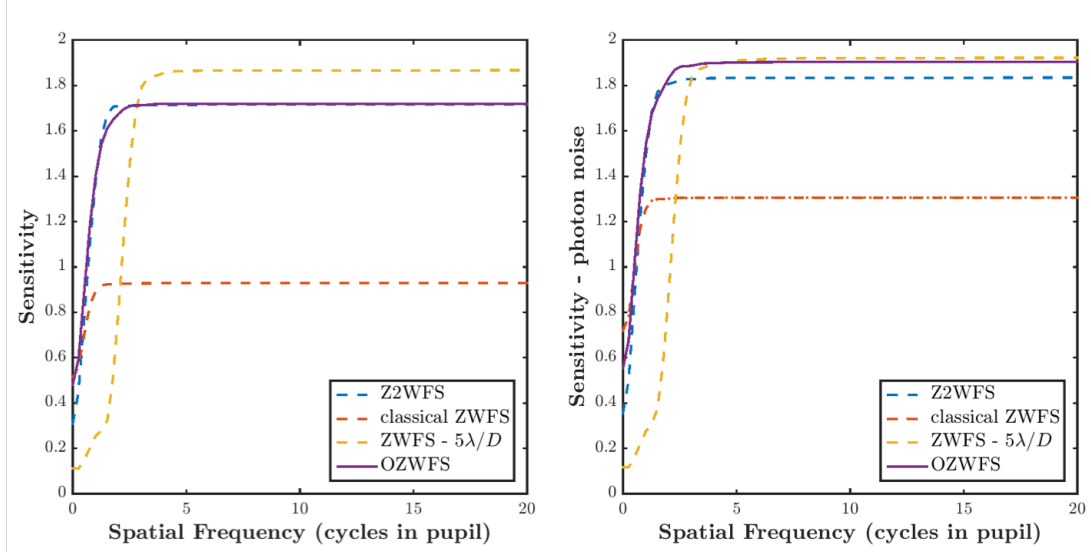 2
1.8
1.6
1.4
1.2
1
0.8
0.6
0.4
0.2
0
Sensitivity
0 5 10 15 20
Spatial Frequency (cycles in pupil)
Z2WFS
classical ZWFS
ZWFS - 5λ/D
OZWFS
2
1.8
1.6
1.4
1.2
1
0.8
0.6
0.4
0.2
0
Sensitivity - photon noise
0 5 10 15 20
Spatial Frequency (cycles in pupil)
Z2WFS
classical ZWFS
ZWFS - 5λ/D
OZWFS